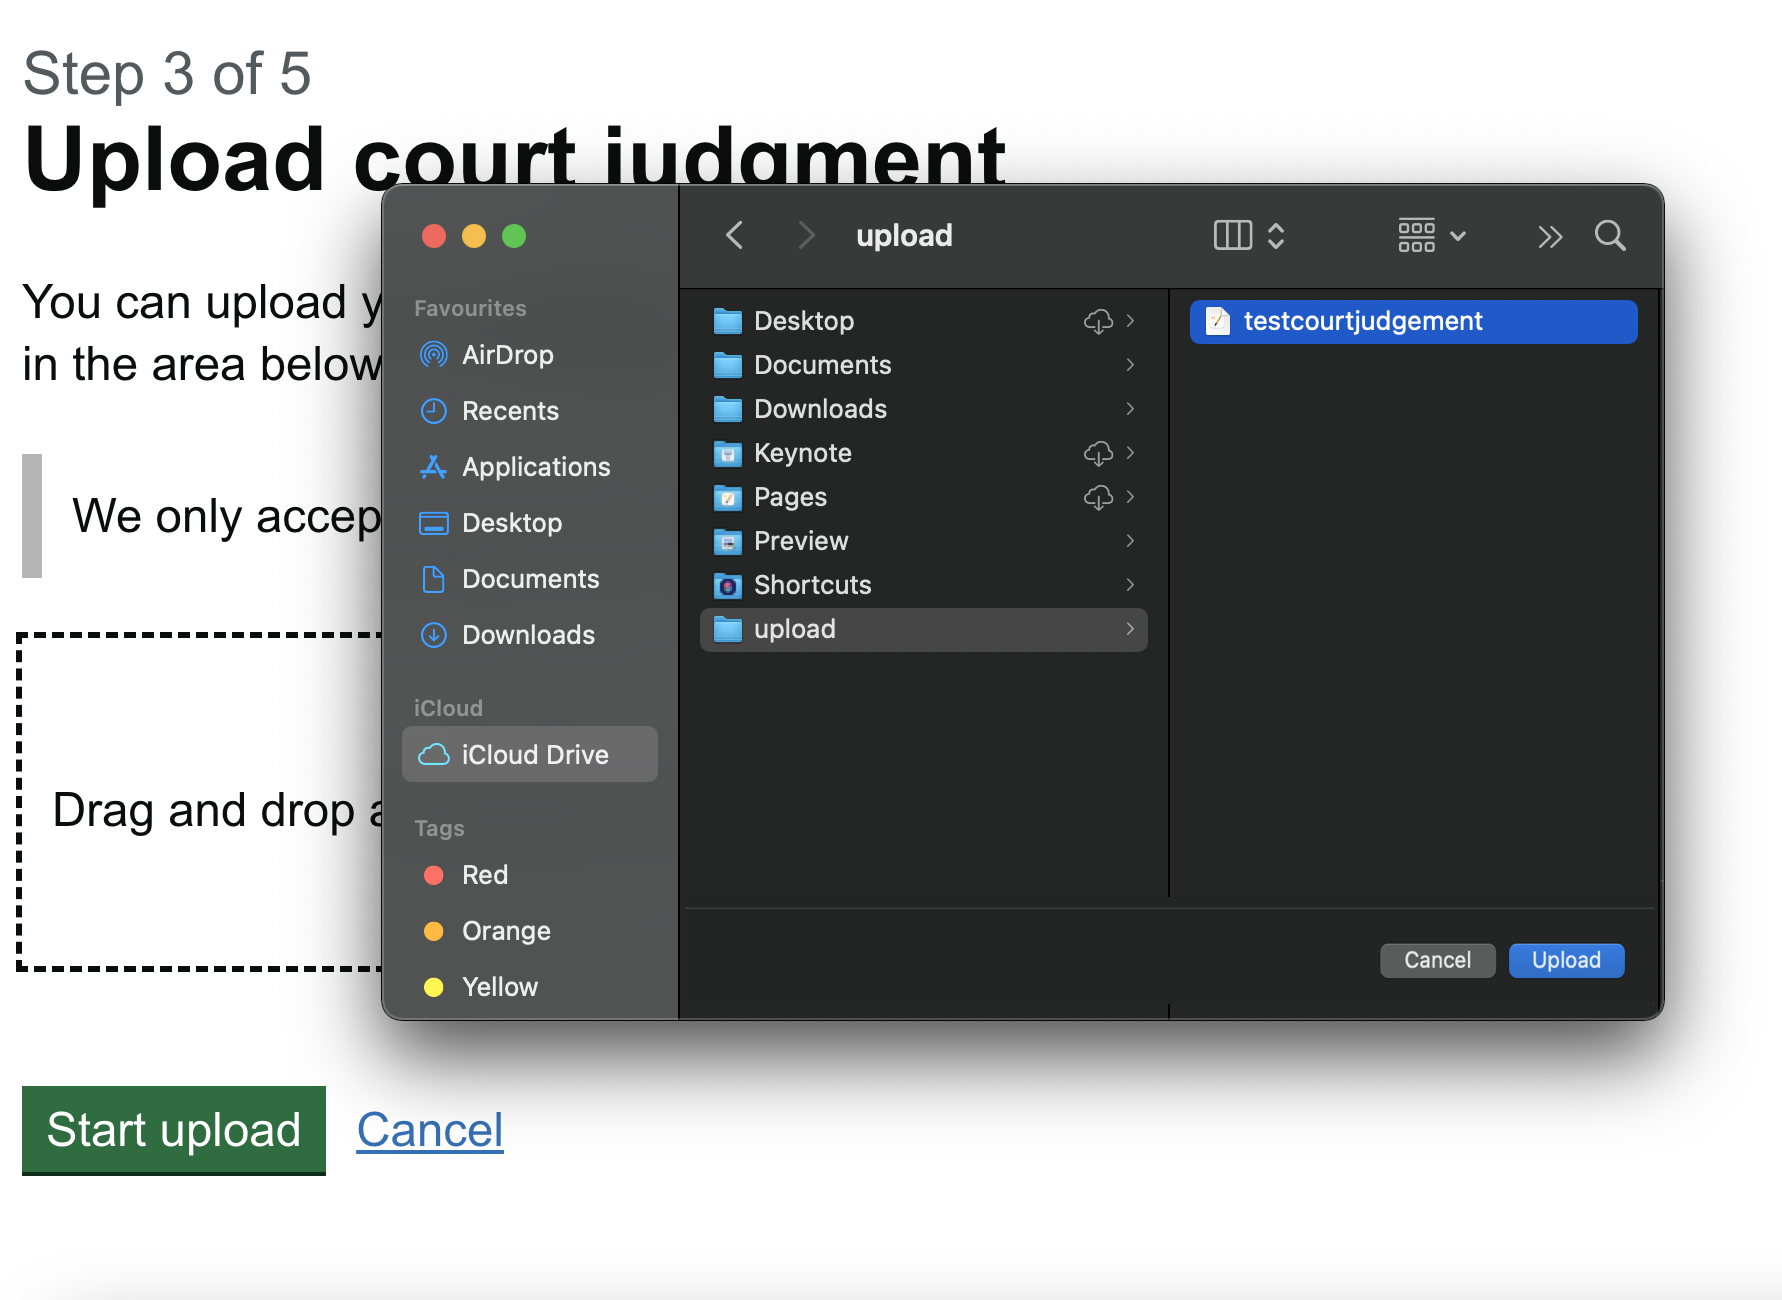 Step 3 of 5
Upload court judgment
You can upload
in the area below
We only
Drag and drop
Start upload
Cancel
Favourites
AirDrop
Recents
Applications
Desktop
Documents
Downloads
iCloud
iCloud Drive
Tags
Red
Orange
Yellow
upload
Desktop
Documents
Downloads
Keynote
Pages
Preview
Shortcuts
upload
testcourtjudgement
Cancel
Upload